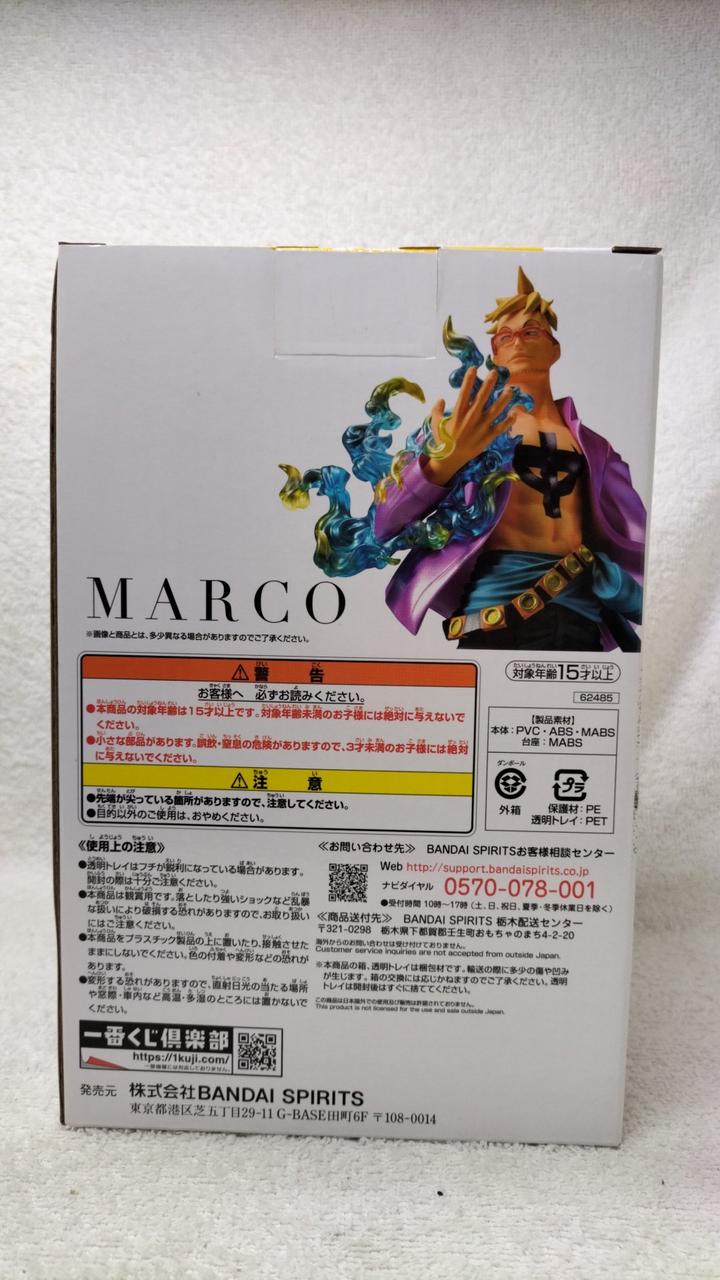 MARCO
※画像と商品とは、多少異なる場合がありますのでご了承ください。
警告
お客様へ 必ずお読みください。
●本商品の対象年齢は15才以上です。対象年齢未満のお子様には絶対に与えないで
ください。
●小さな部品があります。誤飲・窒息の危険がありますので、3才未満のお子様には絶対
に与えないでください。
注意
●先端が尖っている箇所がありますので、注意してください。
●目的以外のご使用は、おやめください。
対象年齢15才以上
62485
【製品素材】
本体：PVC・ABS・MABS
台座：MABS
ダンボール
外箱
プラ
保護材：PE
透明トレイ：PET
《使用上の注意》
●透明トレイはフチが鋭利になっている場合があります。
開封の際は十分ご注意ください。
●本商品は観賞用です。落としたり強いショックなど乱暴
な扱いにより破損する恐れがありますので、お取り扱い
にはご注意ください。
●本商品をプラスチック製品の上に置いたり、接触させた
ままにしないでください。色の付着や変形などの恐れが
あります。
●変形する恐れがありますので、直射日光の当たる場所
や窓際・車内など高温・多湿のところには置かないで
ください。
≪お問い合わせ先≫ BANDAI SPIRITSお客様相談センター
Web http://support.bandaispirits.co.jp
ナビダイヤル 0570-078-001
●受付時間 10時～17時（土、日、祝日、夏季・冬季休業日を除く）
≪商品送付先≫ BANDAI SPIRITS 栃木配送センター
〒321-0298 栃木県下都賀郡壬生町おもちゃのまち4-2-20
海外からのお問い合わせは受け付けておりません。
Customer service inquiries are not accepted from outside Japan.
※本商品の箱、透明トレイは梱包材です。輸送の際に多少の傷や凹み
が生じます。箱の交換には応じかねますのでご了承ください。透明
トレイは開封後はすぐに捨ててください。
この商品は日本国外での使用及び販売は許諾されておりません。
This product is not licensed for the use and sale outside Japan.
一番くじ倶楽部
https://1kuji.com/
一部機種には対応しておりません。
発売元 株式会社BANDAI SPIRITS
東京都港区芝五丁目29-11 G-BASE田町6F 〒108-0014